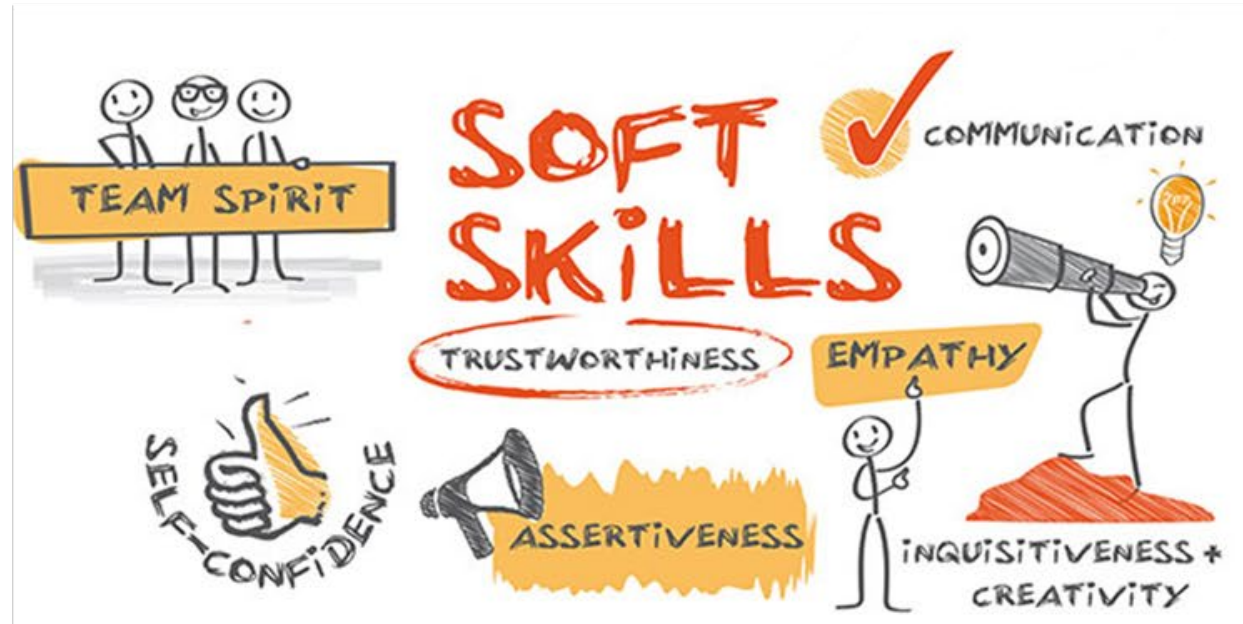 TEAM SPiRiT
SOFT
SKiLLS
COMMUNiCATiON
TRUSTWORTHiNESS
EMPATHY
SELF-CONFiDENCE
ASSERTiVENESS
iNQUiSiTiVENESS +
CREATiViTY